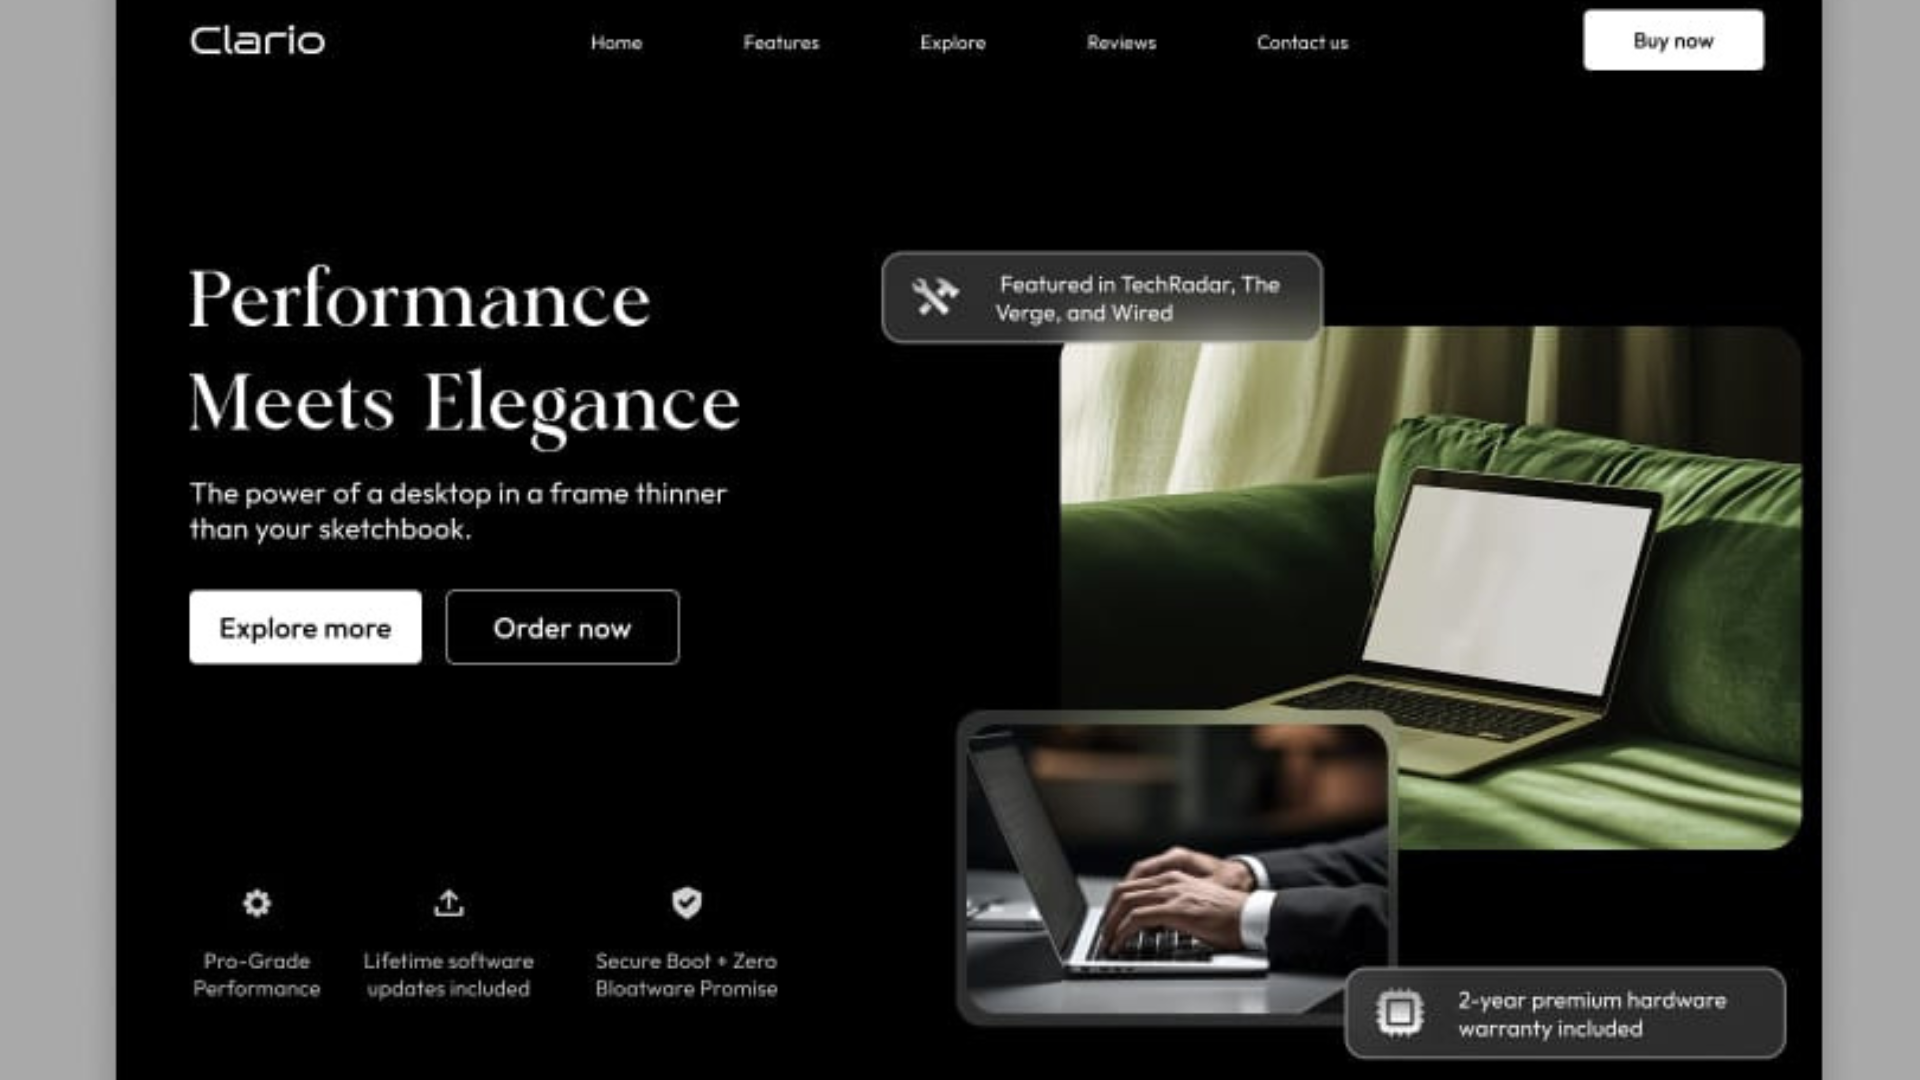 Clario
Home
Features
Explore
Reviews
Contact us
Buy now
Performance
Meets Elegance
The power of a desktop in a frame thinner
than your sketchbook.
Explore more
Order now
Featured in TechRadar, The
Verge, and Wired
Pro-Grade
Performance
Lifetime software
updates included
Secure Boot + Zero
Bloatware Promise
2-year premium hardware
warranty included